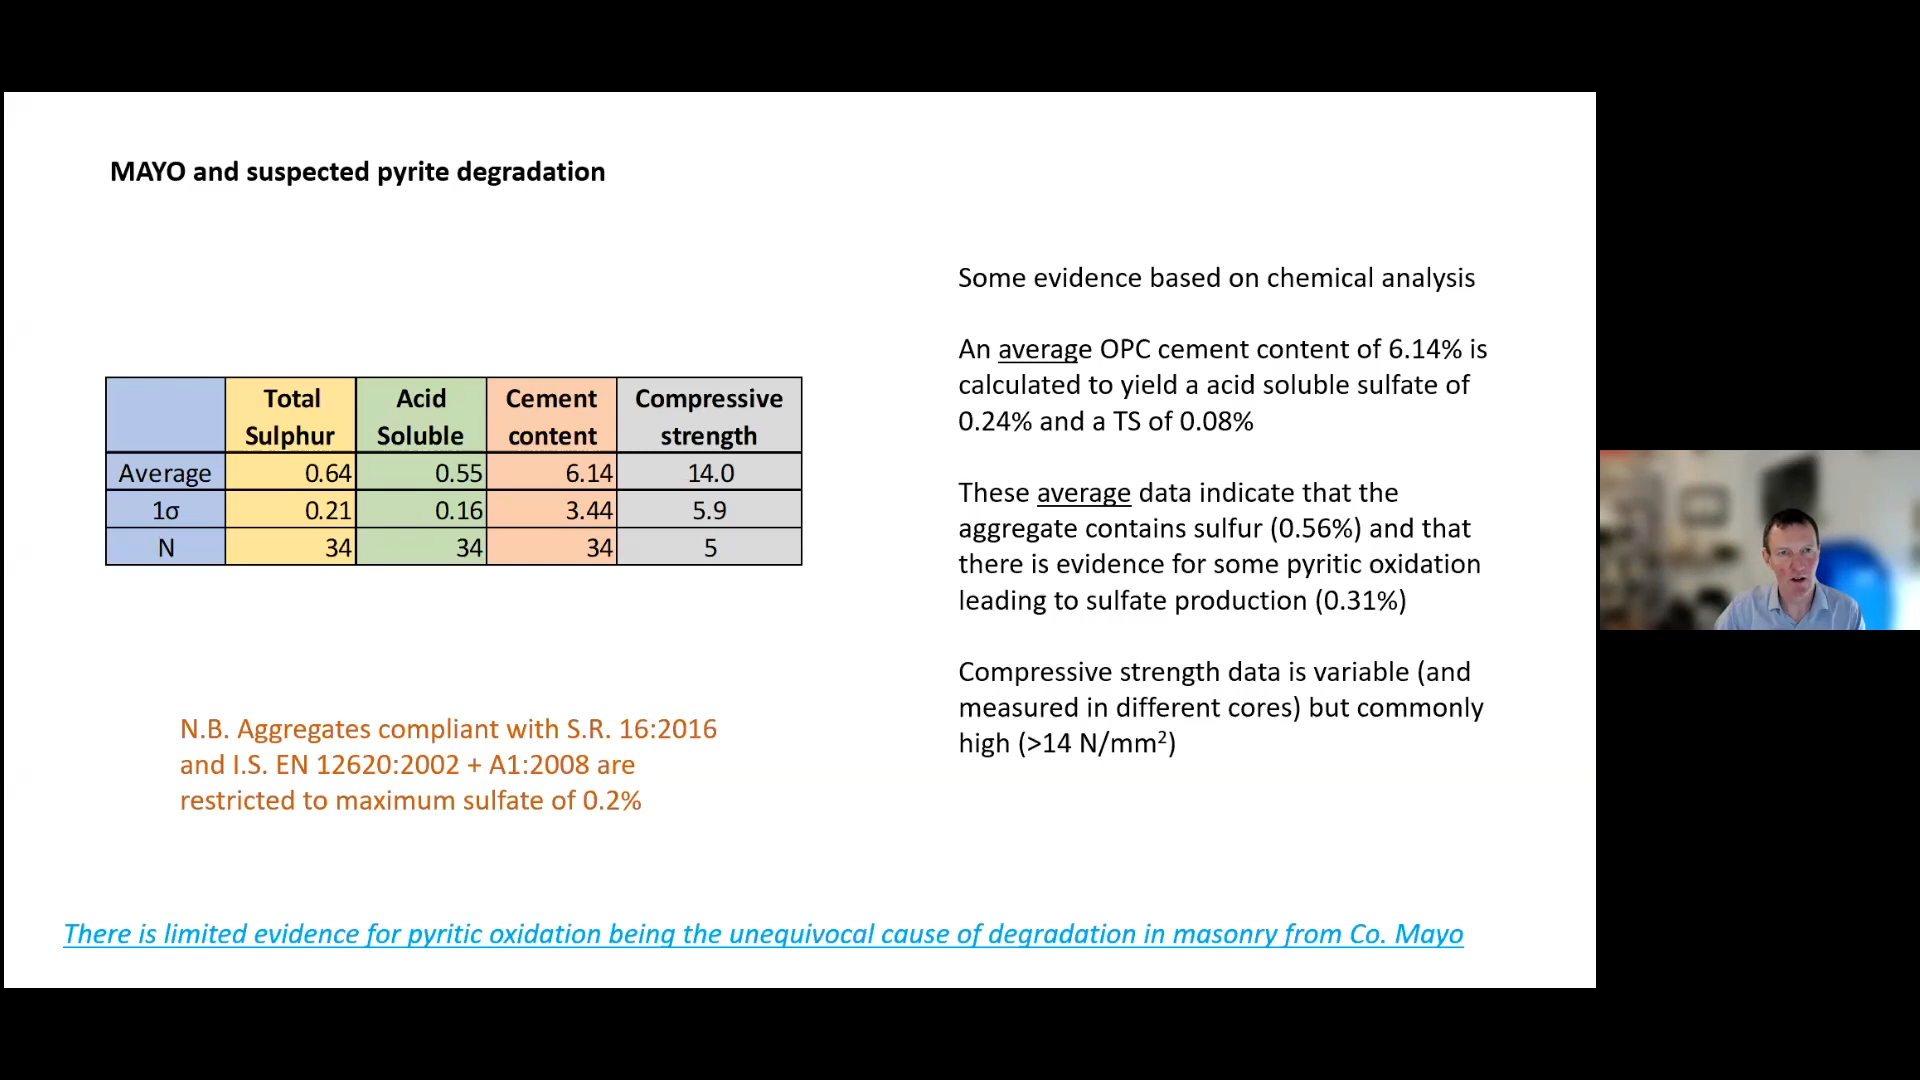 MAYO and suspected pyrite degradation
Total Sulphur Acid Soluble Cement content Compressive strength
Average 0.64 0.55 6.14 14.0
1σ 0.21 0.16 3.44 5.9
N 34 34 34 5
N.B. Aggregates compliant with S.R. 16:2016
and I.S. EN 12620:2002 + A1:2008 are
restricted to maximum sulfate of 0.2%
Some evidence based on chemical analysis
An average OPC cement content of 6.14% is
calculated to yield a acid soluble sulfate of
0.24% and a TS of 0.08%
These average data indicate that the
aggregate contains sulfur (0.56%) and that
there is evidence for some pyritic oxidation
leading to sulfate production (0.31%)
Compressive strength data is variable (and
measured in different cores) but commonly
high (>14 N/mm²)
There is limited evidence for pyritic oxidation being the unequivocal cause of degradation in masonry from Co. Mayo